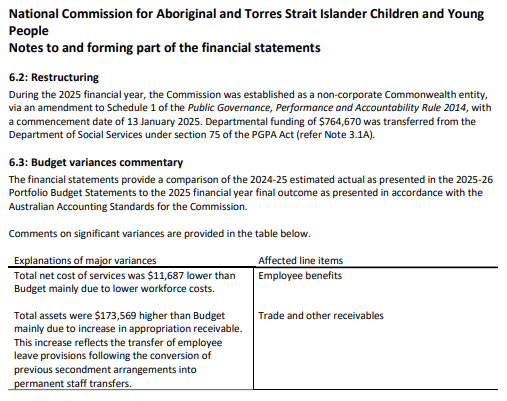 National Commission for Aboriginal and Torres Strait Islander Children and Young
People
Notes to and forming part of the financial statements
6.2: Restructuring
During the 2025 financial year, the Commission was established as a non-corporate Commonwealth entity,
via an amendment to Schedule 1 of the Public Governance, Performance and Accountability Rule 2014, with
a commencement date of 13 January 2025. Departmental funding of $764,670 was transferred from the
Department of Social Services under section 75 of the PGPA Act (refer Note 3.1A).
6.3: Budget variances commentary
The financial statements provide a comparison of the 2024-25 estimated actual as presented in the 2025-26
Portfolio Budget Statements to the 2025 financial year final outcome as presented in accordance with the
Australian Accounting Standards for the Commission.
Comments on significant variances are provided in the table below.
Explanations of major variances
Affected line items
Total net cost of services was $11,687 lower than
Budget mainly due to lower workforce costs.
Employee benefits
Total assets were $173,569 higher than Budget
mainly due to increase in appropriation receivable.
This increase reflects the transfer of employee
leave provisions following the conversion of
previous secondment arrangements into
permanent staff transfers.
Trade and other receivables